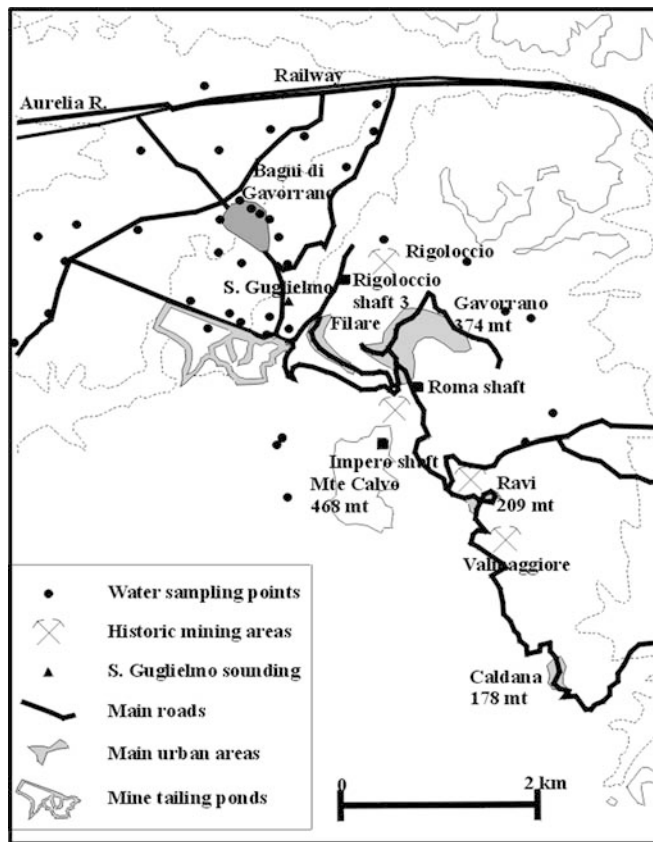 Railway
Aurelia R.
Bagni di
Gavorrano
Rigoloccio
S. Guglielmo
Rigoloccio
shaft 3
Gavorrano
374 mt
Filare
Roma shaft
Impero shaft
Mte Calvo
468 mt
Ravi
209 mt
Valmaggiore
Caldana
178 mt
Water sampling points
Historic mining areas
S. Guglielmo sounding
Main roads
Main urban areas
Mine tailing ponds
0
2 km